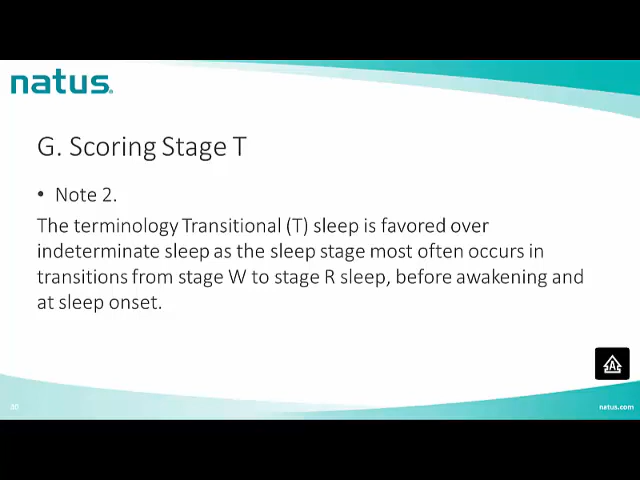 natus®
G. Scoring Stage T
• Note 2.
The terminology Transitional (T) sleep is favored over
indeterminate sleep as the sleep stage most often occurs in
transitions from stage W to stage R sleep, before awakening and
at sleep onset.
A
30
natus.com